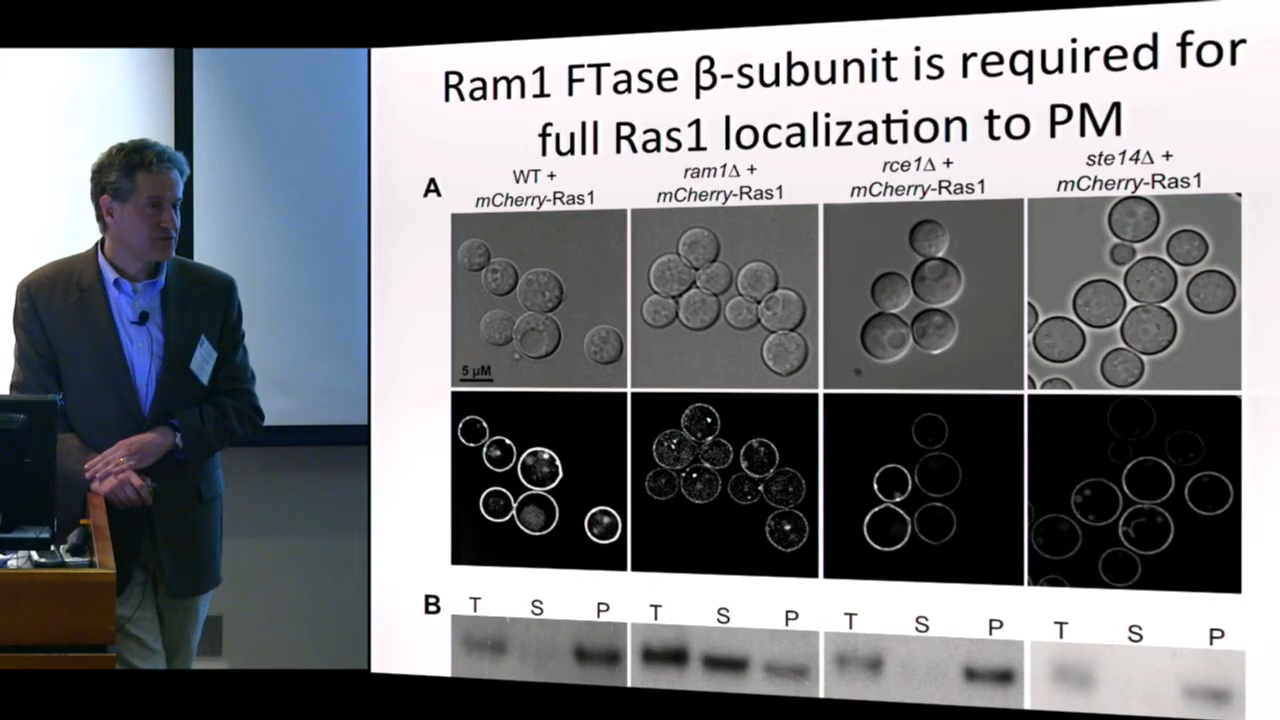 Ram1 FTase β-subunit is required for
full Ras1 localization to PM
A
WT +
mCherry-Ras1
ram1Δ +
mCherry-Ras1
rce1Δ +
mCherry-Ras1
ste14Δ +
mCherry-Ras1
5 µM
B
T S P T S P T S P T S P